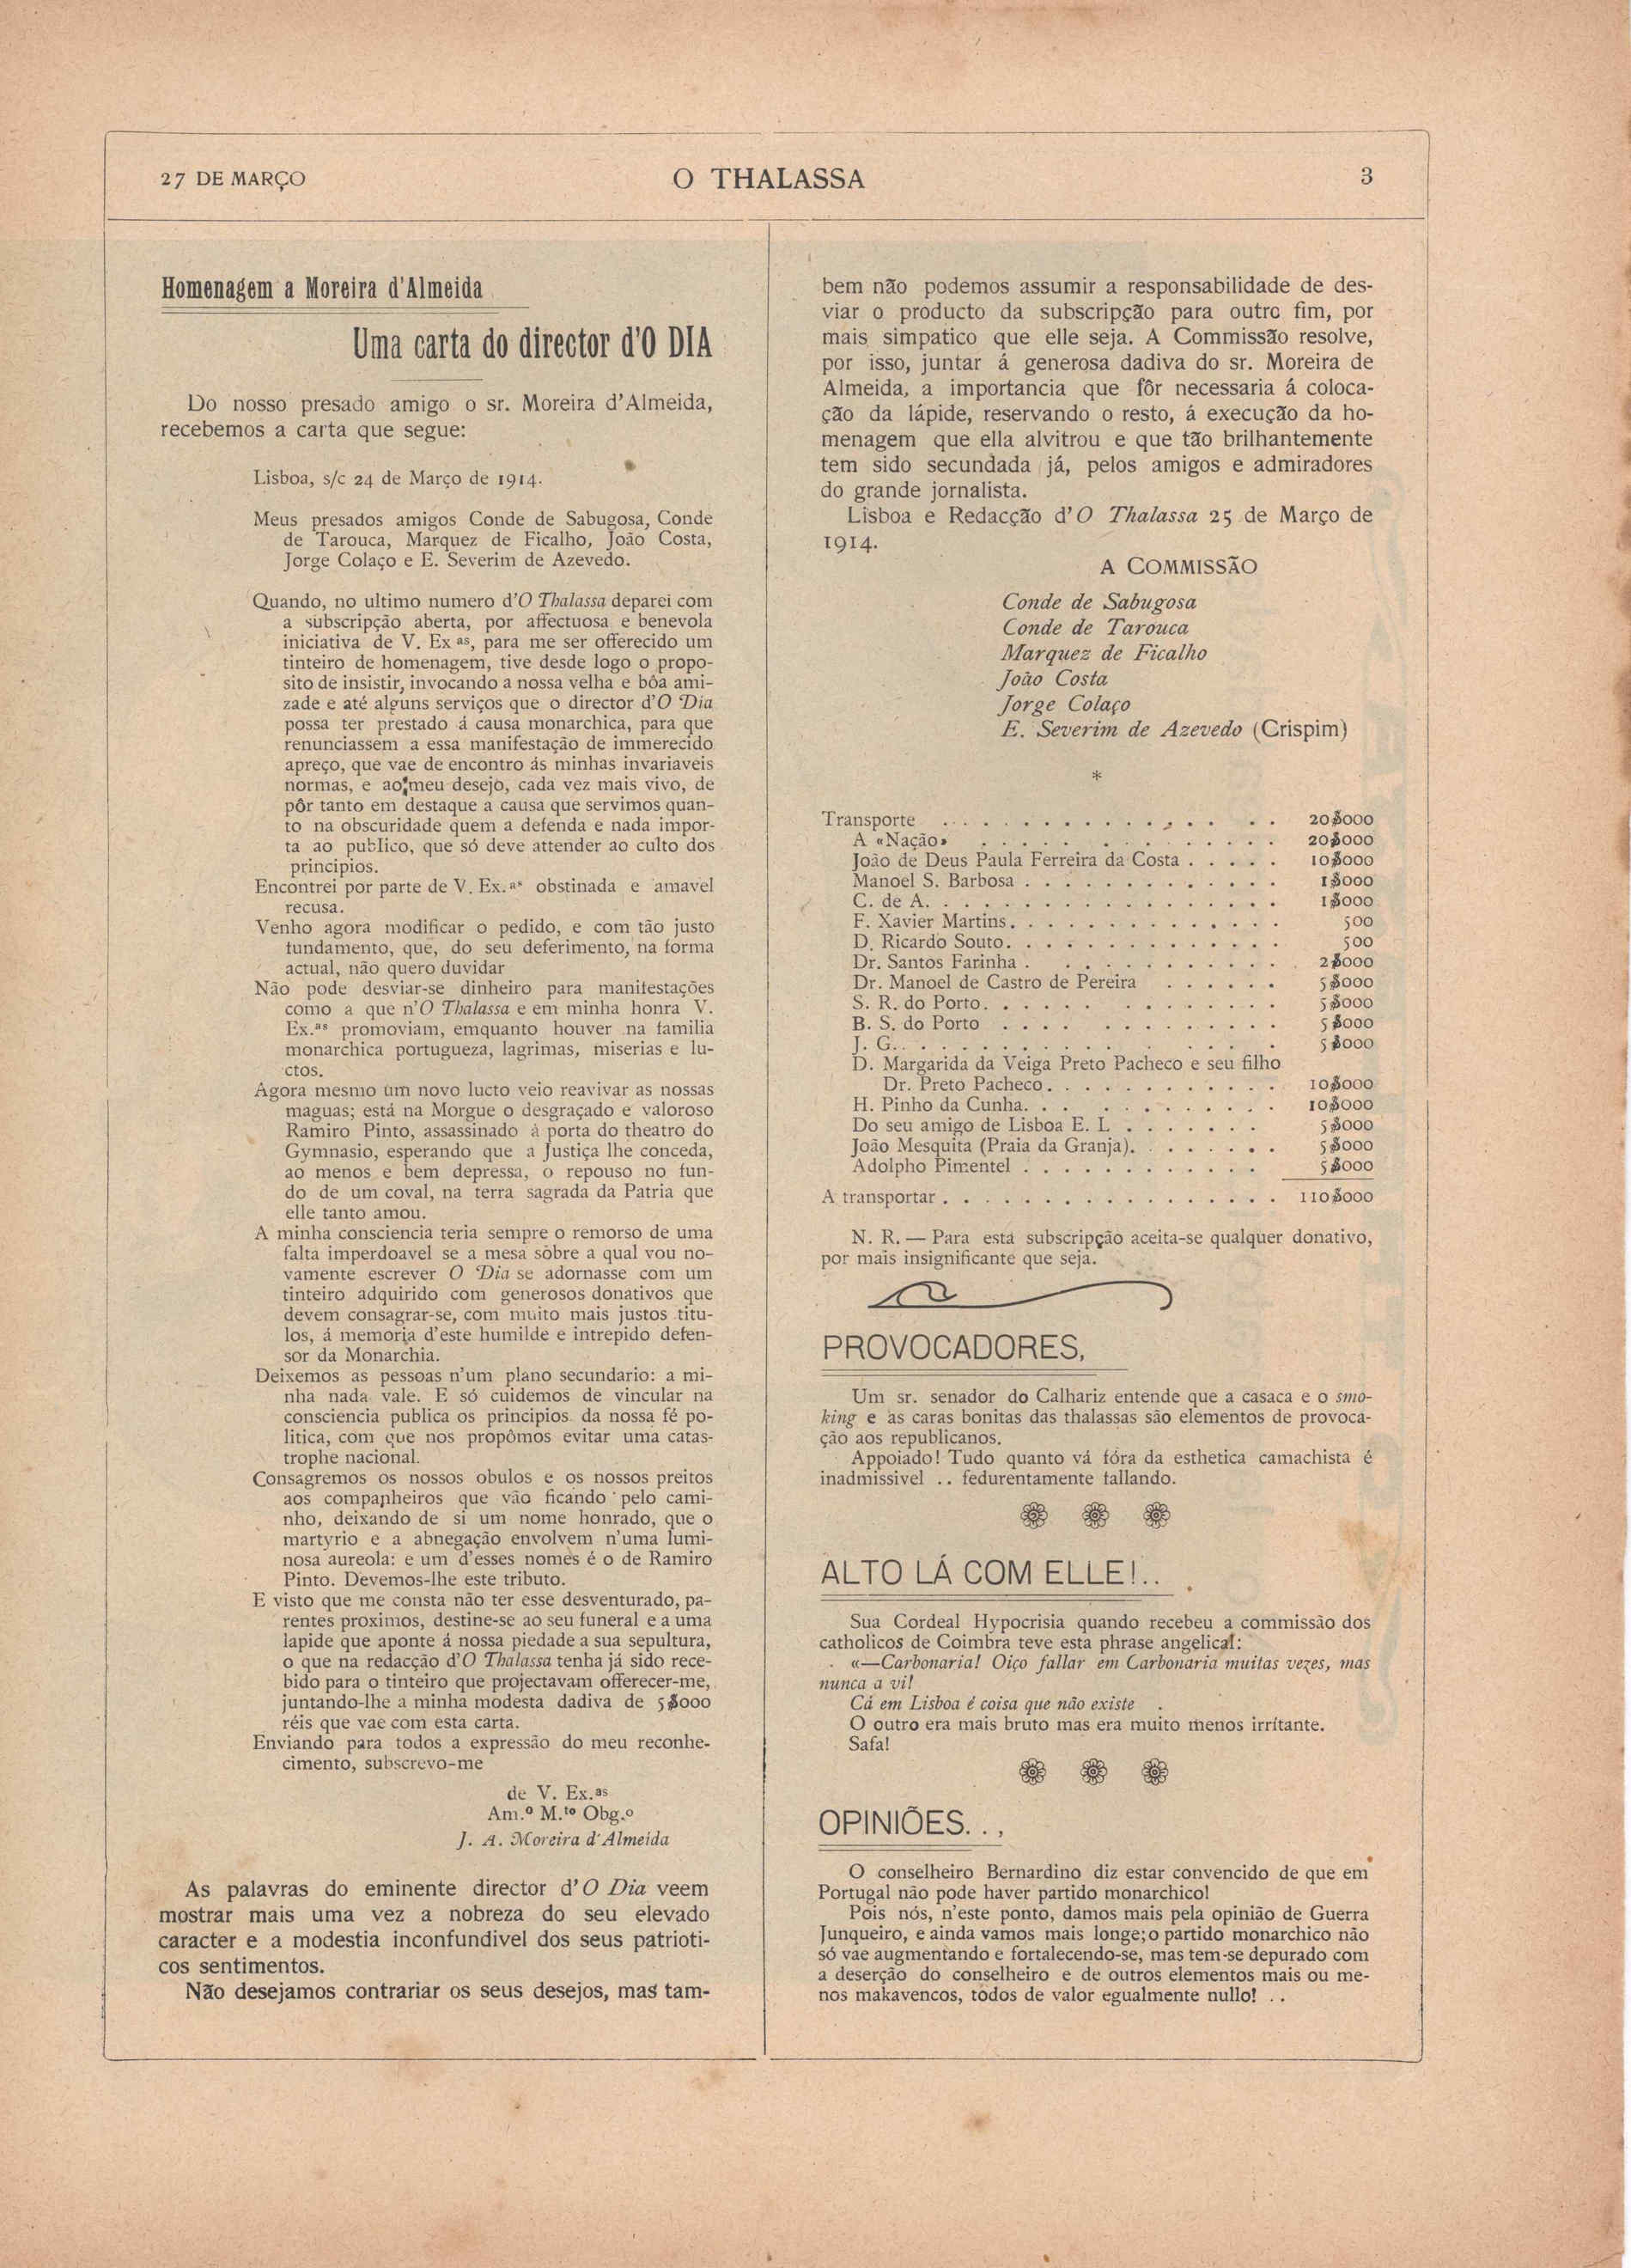 27 DE MARÇO
O THALASSA
3
Homenagem a Moreira d'Almeida
Uma carta do director d'O DIA
Do nosso presado amigo o sr. Moreira d'Almeida,
recebemos a carta que segue:
Lisboa, s/c 24 de Março de 1914.
Meus presados amigos Conde de Sabugosa, Conde
de Tarouca, Marquez de Ficalho, João Costa,
Jorge Colaço e E. Severim de Azevedo.
Quando, no ultimo numero d'O Thalassa deparei com
a subscripção aberta, por affectuosa e benevola
iniciativa de V. Ex as, para me ser offerecido um
tinteiro de homenagem, tive desde logo o propo-
sito de insistir, invocando a nossa velha e bôa ami-
zade e até alguns serviços que o director d'O Dia
possa ter prestado á causa monarchica, para que
renunciassem a essa manifestação de immerecido
apreço, que vae de encontro ás minhas invariaveis
normas, e ao meu desejo, cada vez mais vivo, de
pôr tanto em destaque a causa que servimos quan-
to na obscuridade quem a defenda e nada impor-
ta ao publico, que só deve attender ao culto dos
principios.
Encontrei por parte de V. Ex.as obstinada e amavel
recusa.
Venho agora modificar o pedido, e com tão justo
fundamento, que, do seu deferimento, na forma
actual, não quero duvidar
Não pode desviar-se dinheiro para manifestações
como a que n'O Thalassa e em minha honra V.
Ex.as promoviam, emquanto houver na familia
monarchica portugueza, lagrimas, miserias e lu-
ctos.
Agora mesmo um novo lucto veio reavivar as nossas
maguas; está na Morgue o desgraçado e valoroso
Ramiro Pinto, assassinado á porta do theatro do
Gymnasio, esperando que a Justiça lhe conceda,
ao menos e bem depressa, o repouso no fun-
do de um coval, na terra sagrada da Patria que
elle tanto amou.
A minha consciencia teria sempre o remorso de uma
falta imperdoavel se a mesa sôbre a qual vou no-
vamente escrever O Dia se adornasse com um
tinteiro adquirido com generosos donativos que
devem consagrar-se, com muito mais justos titu-
los, á memoria d'este humilde e intrepido defen-
sor da Monarchia.
Deixemos as pessoas n'um plano secundario: a mi-
nha nada vale. E só cuidemos de vincular na
consciencia publica os principios da nossa fé po-
litica, com que nos propômos evitar uma catas-
trophe nacional.
Consagremos os nossos obulos e os nossos preitos
aos companheiros que vão ficando pelo cami-
nho, deixando de si um nome honrado, que o
martyrio e a abnegação envolvem n'uma lumi-
nosa aureola: e um d'esses nomes é o de Ramiro
Pinto. Devemos-lhe este tributo.
E visto que me consta não ter esse desventurado, pa-
rentes proximos, destine-se ao seu funeral e a uma
lapide que aponte á nossa piedade a sua sepultura,
o que na redacção d'O Thalassa tenha já sido rece-
bido para o tinteiro que projectavam offerecer-me,
juntando-lhe a minha modesta dadiva de 5$000
réis que vae com esta carta.
Enviando para todos a expressão do meu reconhe-
cimento, subscrevo-me
de V. Ex.as
Am.o M.to Obg.o
J. A. Moreira d'Almeida
As palavras do eminente director d'O Dia veem
mostrar mais uma vez a nobreza do seu elevado
caracter e a modestia inconfundivel dos seus patrioti-
cos sentimentos.
Não desejamos contrariar os seus desejos, mas tam-
bem não podemos assumir a responsabilidade de des-
viar o producto da subscripção para outro fim, por
mais simpatico que elle seja. A Commissão resolve,
por isso, juntar á generosa dadiva do sr. Moreira de
Almeida, a importancia que fôr necessaria á coloca-
ção da lápide, reservando o resto, á execução da ho-
menagem que ella alvitrou e que tão brilhantemente
tem sido secundada já, pelos amigos e admiradores
do grande jornalista.
Lisboa e Redacção d'O Thalassa 25 de Março de
1914.
A COMMISSÃO
Conde de Sabugosa
Conde de Tarouca
Marquez de Ficalho
João Costa
Jorge Colaço
E. Severim de Azevedo (Crispim)
*
Transporte . . . . . . . . . . . . . . 20$000
A «Nação» . . . . . . . . . . . . . 20$000
João de Deus Paula Ferreira da Costa . . . . . 10$000
Manoel S. Barbosa . . . . . . . . . . . . . 1$000
C. de A. . . . . . . . . . . . . . . . . 1$000
F. Xavier Martins. . . . . . . . . . . . . . 500
D. Ricardo Souto. . . . . . . . . . . . . . 500
Dr. Santos Farinha . . . . . . . . . . . . 2$000
Dr. Manoel de Castro de Pereira . . . . . . 5$000
S. R. do Porto. . . . . . . . . . . . . . 5$000
B. S. do Porto . . . . . . . . . . . . . 5$000
J. G. . . . . . . . . . . . . . . . . 5$000
D. Margarida da Veiga Preto Pacheco e seu filho
Dr. Preto Pacheco. . . . . . . . . . . . . 10$000
H. Pinho da Cunha. . . . . . . . . . . . 10$000
Do seu amigo de Lisboa E. L . . . . . . . 5$000
João Mesquita (Praia da Granja). . . . . . . . 5$000
Adolpho Pimentel . . . . . . . . . . . . . 5$000
A transportar . . . . . . . . . . . . . . . . . 110$000
N. R. — Para esta subscripção aceita-se qualquer donativo,
por mais insignificante que seja.
PROVOCADORES,
Um sr. senador do Calhariz entende que a casaca e o smo-
king e as caras bonitas das thalassas são elementos de provoca-
ção aos republicanos.
Appoiado! Tudo quanto vá fóra da esthetica camachista é
inadmissivel .. fedurentamente fallando.
ALTO LÁ COM ELLE!..
Sua Cordeal Hypocrisia quando recebeu a commissão dos
catholicos de Coimbra teve esta phrase angelical:
«—Carbonaria! Oiço fallar em Carbonaria muitas vezes, mas
nunca a vi!
Cá em Lisboa é coisa que não existe .
O outro era mais bruto mas era muito menos irritante.
Safa!
OPINIÕES. . ,
O conselheiro Bernardino diz estar convencido de que em
Portugal não pode haver partido monarchico!
Pois nós, n'este ponto, damos mais pela opinião de Guerra
Junqueiro, e ainda vamos mais longe; o partido monarchico não
só vae augmentando e fortalecendo-se, mas tem-se depurado com
a deserção do conselheiro e de outros elementos mais ou me-
nos makavencos, todos de valor egualmente nullo! . .